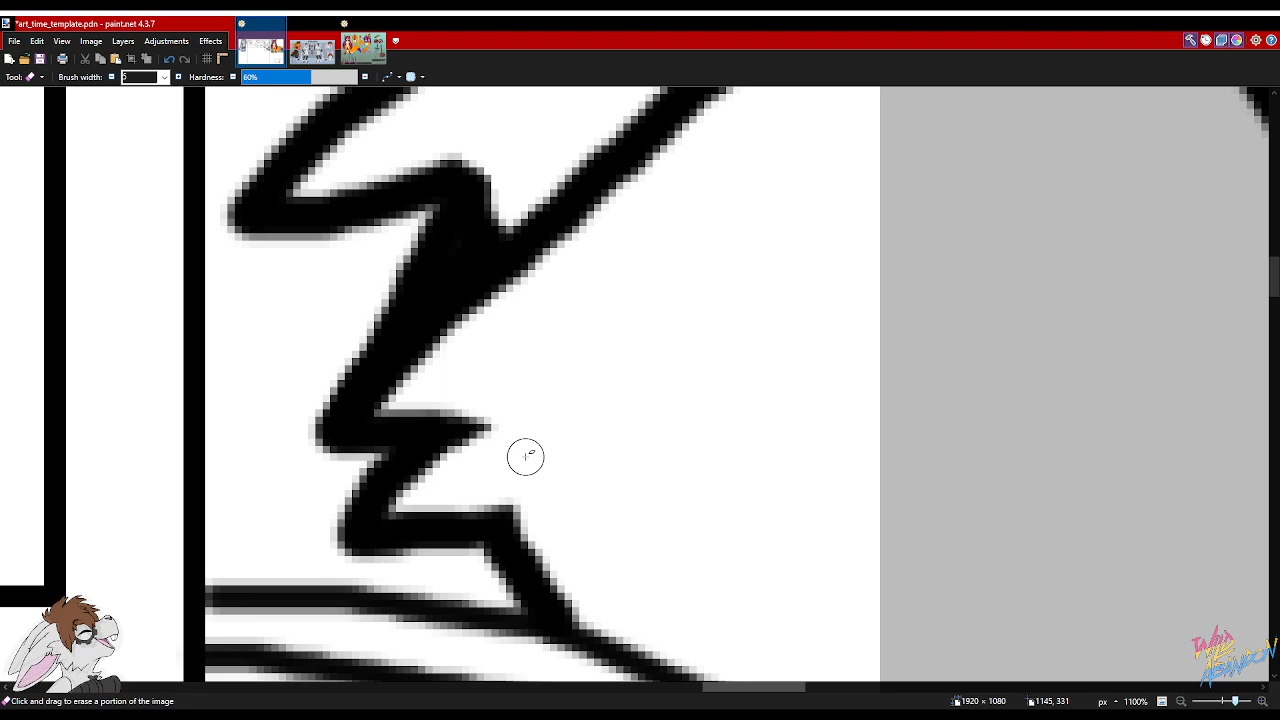 *art_time_template.pdn - paint.net 4.3.7
File Edit View Image Layers Adjustments Effects
Tool: Brush width: 5 Hardness: 60%
Click and drag to erase a portion of the image 1920 × 1080 1145, 331 px 1100%